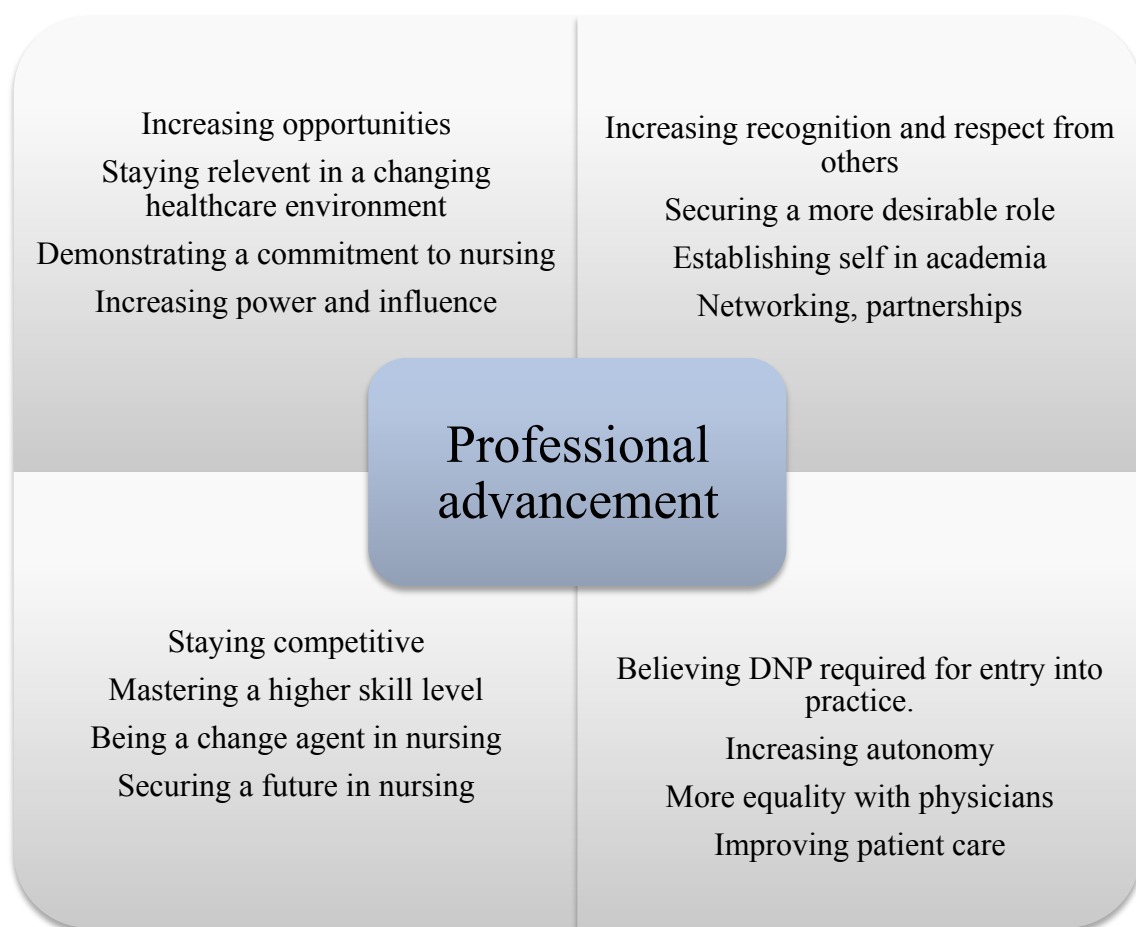 Increasing opportunities
Staying relevent in a changing
healthcare environment
Demonstrating a commitment to nursing
Increasing power and influence
Increasing recognition and respect from
others
Securing a more desirable role
Establishing self in academia
Networking, partnerships
Professional
advancement
Staying competitive
Mastering a higher skill level
Being a change agent in nursing
Securing a future in nursing
Believing DNP required for entry into
practice.
Increasing autonomy
More equality with physicians
Improving patient care